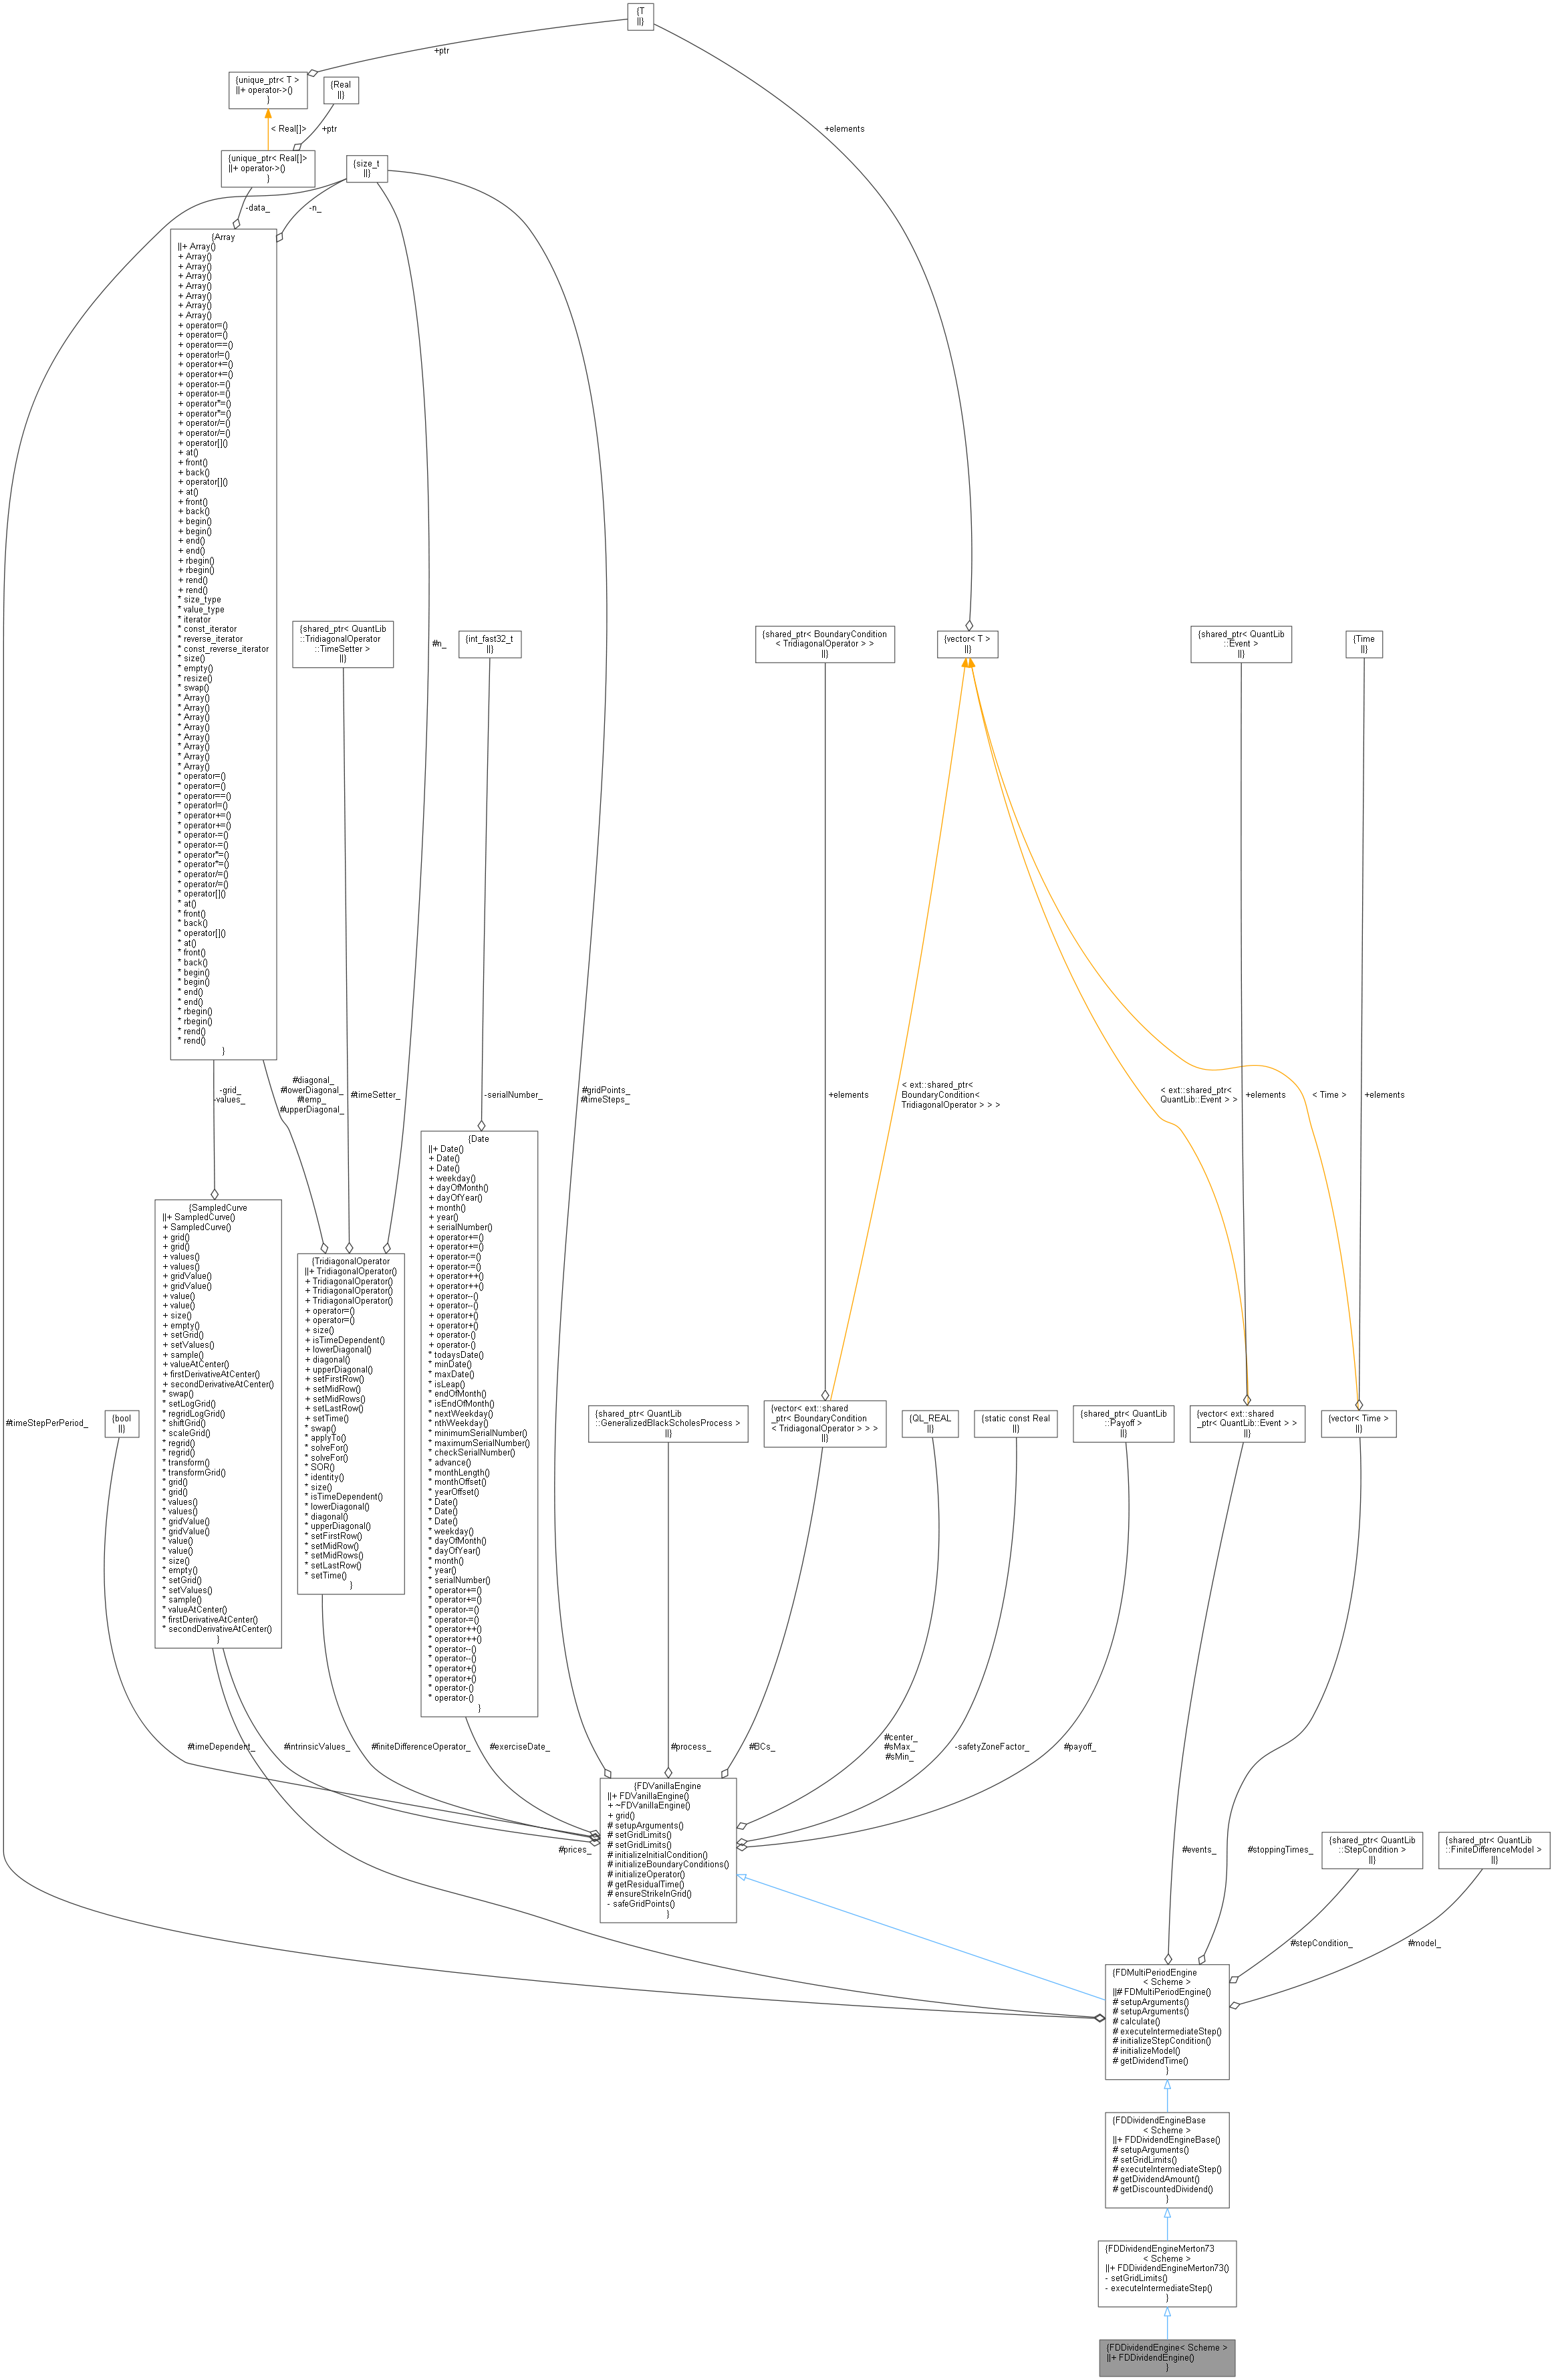 {T
||}
+ptr
{unique_ptr< T >
||+ operator->()
}
{Real
||}
+elements
< Real[]>
+ptr
{unique_ptr< Real[]>
||+ operator->()
}
{size_t
||}
-data_
-n_
{Array
||+ Array()
+ Array()
+ Array()
+ Array()
+ Array()
+ Array()
+ Array()
+ Array()
+ operator=()
+ operator=()
+ operator==()
+ operator!=()
+ operator+=()
+ operator+=()
+ operator-=()
+ operator-=()
+ operator*=()
+ operator*=()
+ operator/=()
+ operator/=()
+ operator[]()
+ at()
+ front()
+ back()
+ operator[]()
+ at()
+ front()
+ back()
+ begin()
+ begin()
+ end()
+ end()
+ rbegin()
+ rbegin()
+ rend()
+ rend()
* size_type
* value_type
* iterator
* const_iterator
* reverse_iterator
* const_reverse_iterator
* size()
* empty()
* resize()
* swap()
* Array()
* Array()
* Array()
* Array()
* Array()
* Array()
* Array()
* Array()
* operator=()
* operator=()
* operator==()
* operator!=()
* operator+=()
* operator+=()
* operator-=()
* operator-=()
* operator*=()
* operator*=()
* operator/=()
* operator/=()
* operator[]()
* at()
* front()
* back()
* operator[]()
* at()
* front()
* back()
* begin()
* begin()
* end()
* end()
* rbegin()
* rbegin()
* rend()
* rend()
}
{shared_ptr< QuantLib
::TridiagonalOperator
::TimeSetter >
||}
#n_
{int_fast32_t
||}
{shared_ptr< BoundaryCondition
< TridiagonalOperator > >
||}
{vector< T >
||}
{shared_ptr< QuantLib
::Event >
||}
{Time
||}
-grid_
-values_
#diagonal_
#lowerDiagonal_
#temp_
#upperDiagonal_
#timeSetter_
-serialNumber_
#gridPoints_
#timeSteps_
+elements
< ext::shared_ptr<
BoundaryCondition<
TridiagonalOperator > > >
< ext::shared_ptr<
QuantLib::Event > >
+elements
< Time >
+elements
{SampledCurve
||+ SampledCurve()
+ SampledCurve()
+ grid()
+ grid()
+ values()
+ values()
+ gridValue()
+ gridValue()
+ value()
+ value()
+ size()
+ empty()
+ setGrid()
+ setValues()
+ sample()
+ valueAtCenter()
+ firstDerivativeAtCenter()
+ secondDerivativeAtCenter()
* swap()
* setLogGrid()
* regridLogGrid()
* shiftGrid()
* scaleGrid()
* regrid()
* regrid()
* transform()
* transformGrid()
* grid()
* grid()
* values()
* values()
* gridValue()
* gridValue()
* value()
* value()
* size()
* empty()
* setGrid()
* setValues()
* sample()
* valueAtCenter()
* firstDerivativeAtCenter()
* secondDerivativeAtCenter()
}
{TridiagonalOperator
||+ TridiagonalOperator()
+ TridiagonalOperator()
+ TridiagonalOperator()
+ TridiagonalOperator()
+ operator=()
+ operator=()
+ size()
+ isTimeDependent()
+ lowerDiagonal()
+ diagonal()
+ upperDiagonal()
+ setFirstRow()
+ setMidRow()
+ setMidRows()
+ setLastRow()
+ setTime()
* swap()
* applyTo()
* solveFor()
* solveFor()
* SOR()
* identity()
* size()
* isTimeDependent()
* lowerDiagonal()
* diagonal()
* upperDiagonal()
* setFirstRow()
* setMidRow()
* setMidRows()
* setLastRow()
* setTime()
}
{Date
||+ Date()
+ Date()
+ Date()
+ weekday()
+ dayOfMonth()
+ dayOfYear()
+ month()
+ year()
+ serialNumber()
+ operator+=()
+ operator+=()
+ operator-=()
+ operator-=()
+ operator++()
+ operator++()
+ operator--()
+ operator--()
+ operator+()
+ operator+()
+ operator-()
+ operator-()
* todaysDate()
* minDate()
* maxDate()
* isLeap()
* endOfMonth()
* isEndOfMonth()
* nextWeekday()
* nthWeekday()
* minimumSerialNumber()
* maximumSerialNumber()
* checkSerialNumber()
* advance()
* monthLength()
* monthOffset()
* yearOffset()
* Date()
* Date()
* Date()
* weekday()
* dayOfMonth()
* dayOfYear()
* month()
* year()
* serialNumber()
* operator+=()
* operator+=()
* operator-=()
* operator-=()
* operator++()
* operator++()
* operator--()
* operator--()
* operator+()
* operator+()
* operator-()
* operator-()
}
#timeStepPerPeriod_
{bool
||}
{shared_ptr< QuantLib
::GeneralizedBlackScholesProcess >
||}
{vector< ext::shared
_ptr< BoundaryCondition
< TridiagonalOperator > > >
||}
{QL_REAL
||}
{static const Real
||}
{shared_ptr< QuantLib
::Payoff >
||}
{vector< ext::shared
_ptr< QuantLib::Event > >
||}
{vector< Time >
||}
#timeDependent_
#intrinsicValues_
#finiteDifferenceOperator_
#exerciseDate_
#process_
#BCs_
#center_
#sMax_
#sMin_
-safetyZoneFactor_
#payoff_
{FDVanillaEngine
||+ FDVanillaEngine()
+ ~FDVanillaEngine()
+ grid()
# setupArguments()
# setGridLimits()
# setGridLimits()
# initializeInitialCondition()
# initializeBoundaryConditions()
# initializeOperator()
# getResidualTime()
# ensureStrikeInGrid()
- safeGridPoints()
}
#prices_
#events_
#stoppingTimes_
{shared_ptr< QuantLib
::StepCondition >
||}
{shared_ptr< QuantLib
::FiniteDifferenceModel >
||}
#stepCondition_
#model_
{FDMultiPeriodEngine
< Scheme >
||# FDMultiPeriodEngine()
# setupArguments()
# setupArguments()
# calculate()
# executeIntermediateStep()
# initializeStepCondition()
# initializeModel()
# getDividendTime()
}
{FDDividendEngineBase
< Scheme >
||+ FDDividendEngineBase()
# setupArguments()
# setGridLimits()
# executeIntermediateStep()
# getDividendAmount()
# getDiscountedDividend()
}
{FDDividendEngineMerton73
< Scheme >
||+ FDDividendEngineMerton73()
- setGridLimits()
- executeIntermediateStep()
}
{FDDividendEngine< Scheme >
||+ FDDividendEngine()
}